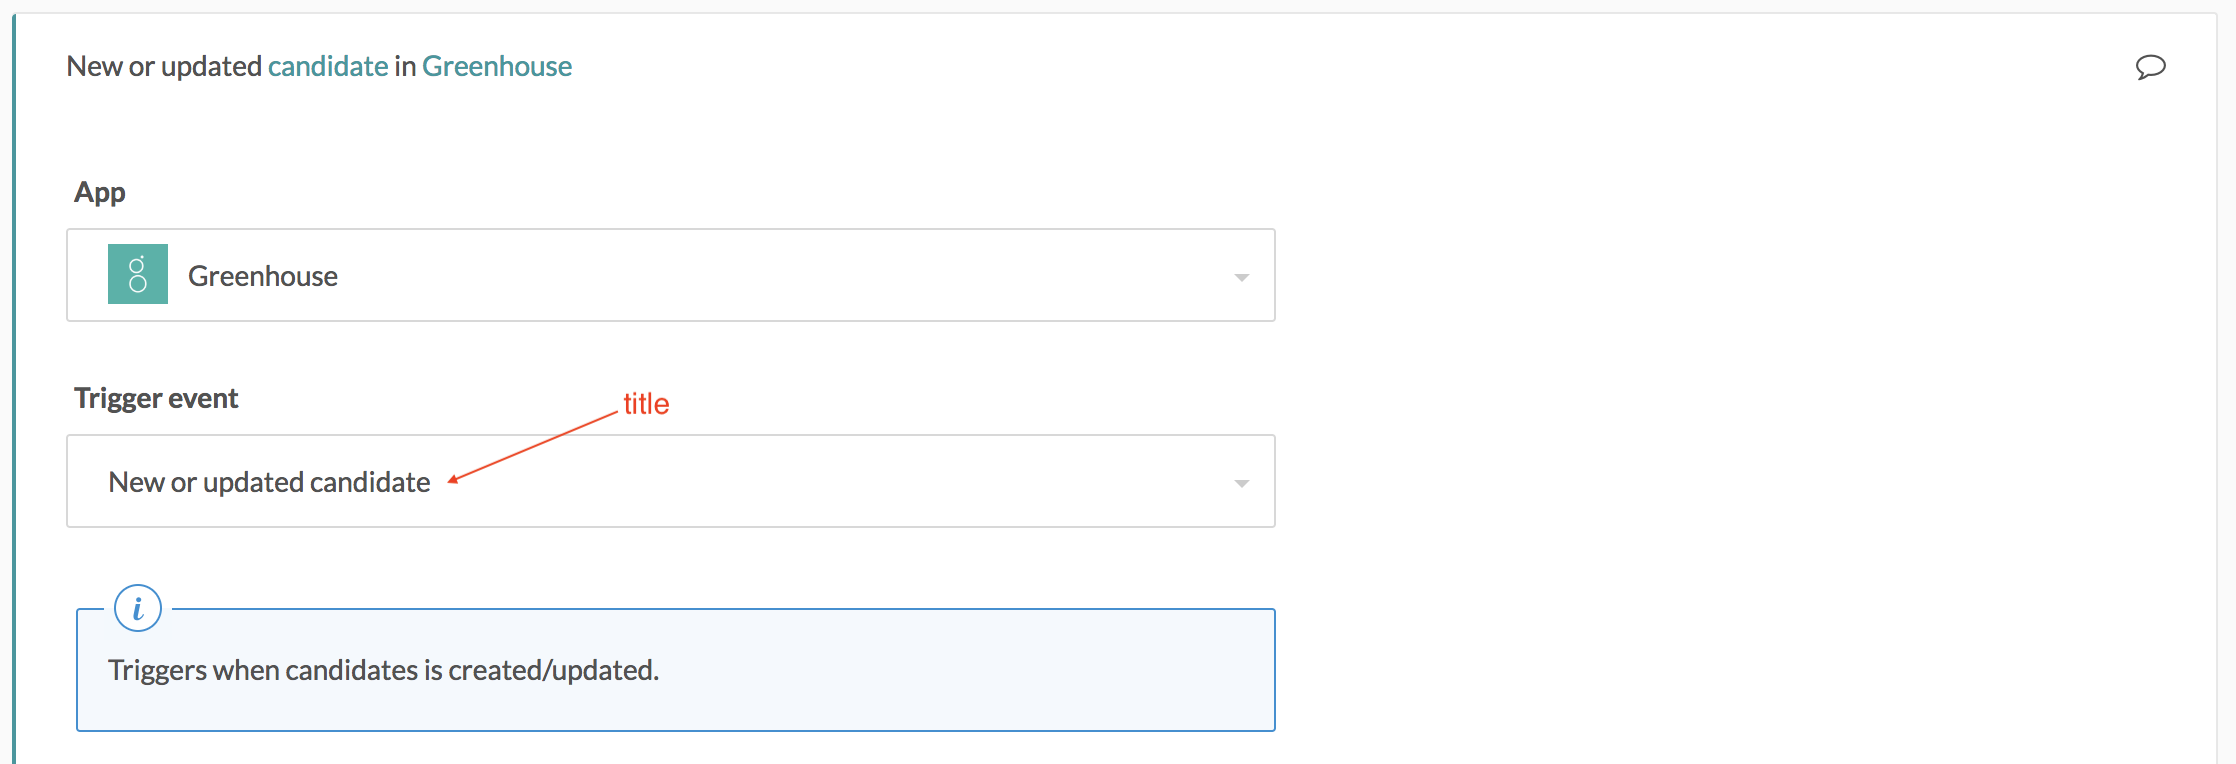 New or updated candidate in Greenhouse
App
Greenhouse
Trigger event
title
New or updated candidate
i
Triggers when candidates is created/updated.